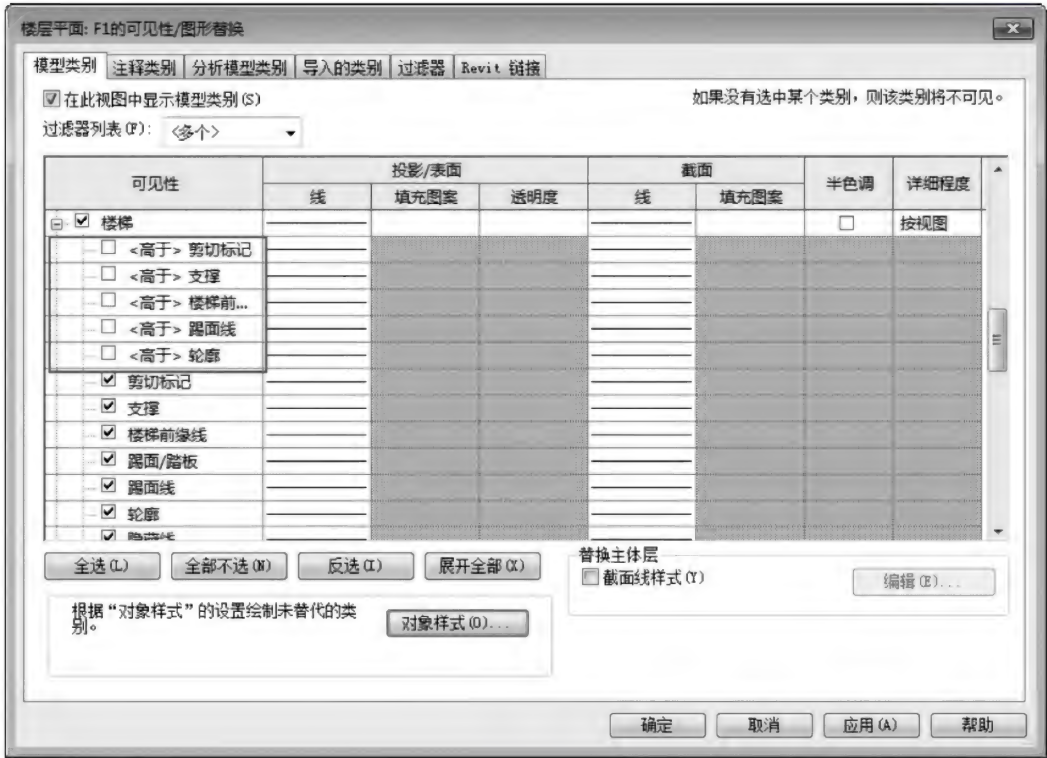 楼层平面: F1的可见性/图形替换
模型类别 注释类别 分析模型类别 导入的类别 过滤器 Revit 链接
在此视图中显示模型类别(S) 如果没有选中某个类别，则该类别将不可见。
过滤器列表(F): <多个>
可见性 投影/表面 截面 半色调 详细程度
线 填充图案 透明度 线 填充图案
楼梯 按视图
<高于> 剪切标记
<高于> 支撑
<高于> 楼梯前...
<高于> 踢面线
<高于> 轮廓
剪切标记
支撑
楼梯前缘线
踢面/踏板
踢面线
轮廓
隐藏线
全选(L) 全部不选(N) 反选(I) 展开全部(X)
替换主体层
截面线样式(Y) 编辑(E)...
根据“对象样式”的设置绘制未替代的类
别。
对象样式(O)...
确定 取消 应用(A) 帮助